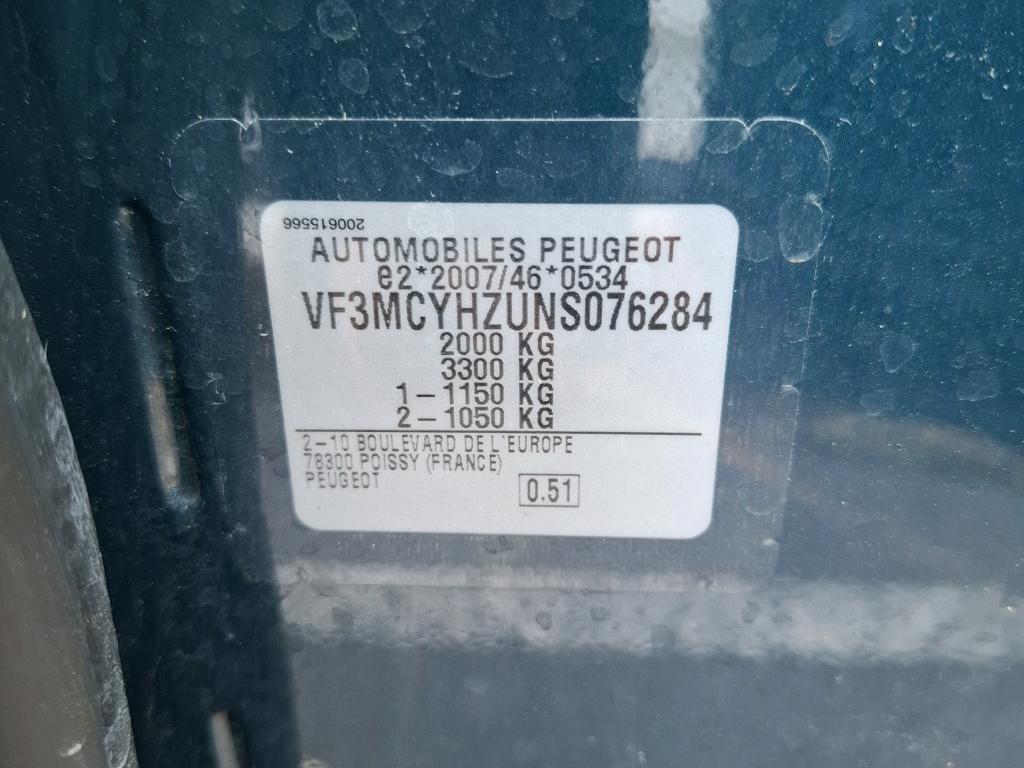 200615566
AUTOMOBILES PEUGEOT
e2*2007/46*0534
VF3MCYHZUNS076284
2000 KG
3300 KG
1-1150 KG
2-1050 KG
2-10 BOULEVARD DE L'EUROPE
78300 POISSY (FRANCE)
PEUGEOT
0.51